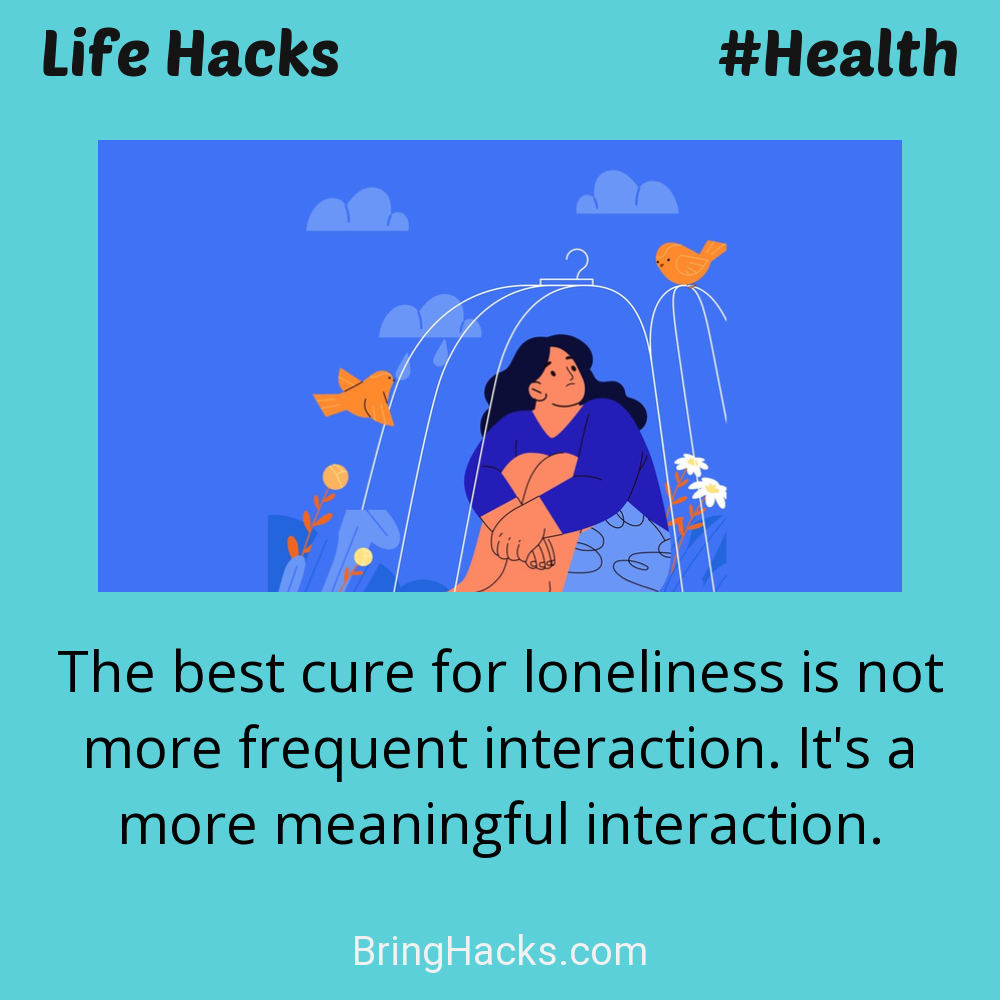 Life Hacks
#Health
The best cure for loneliness is not
more frequent interaction. It's a
more meaningful interaction.
BringHacks.com